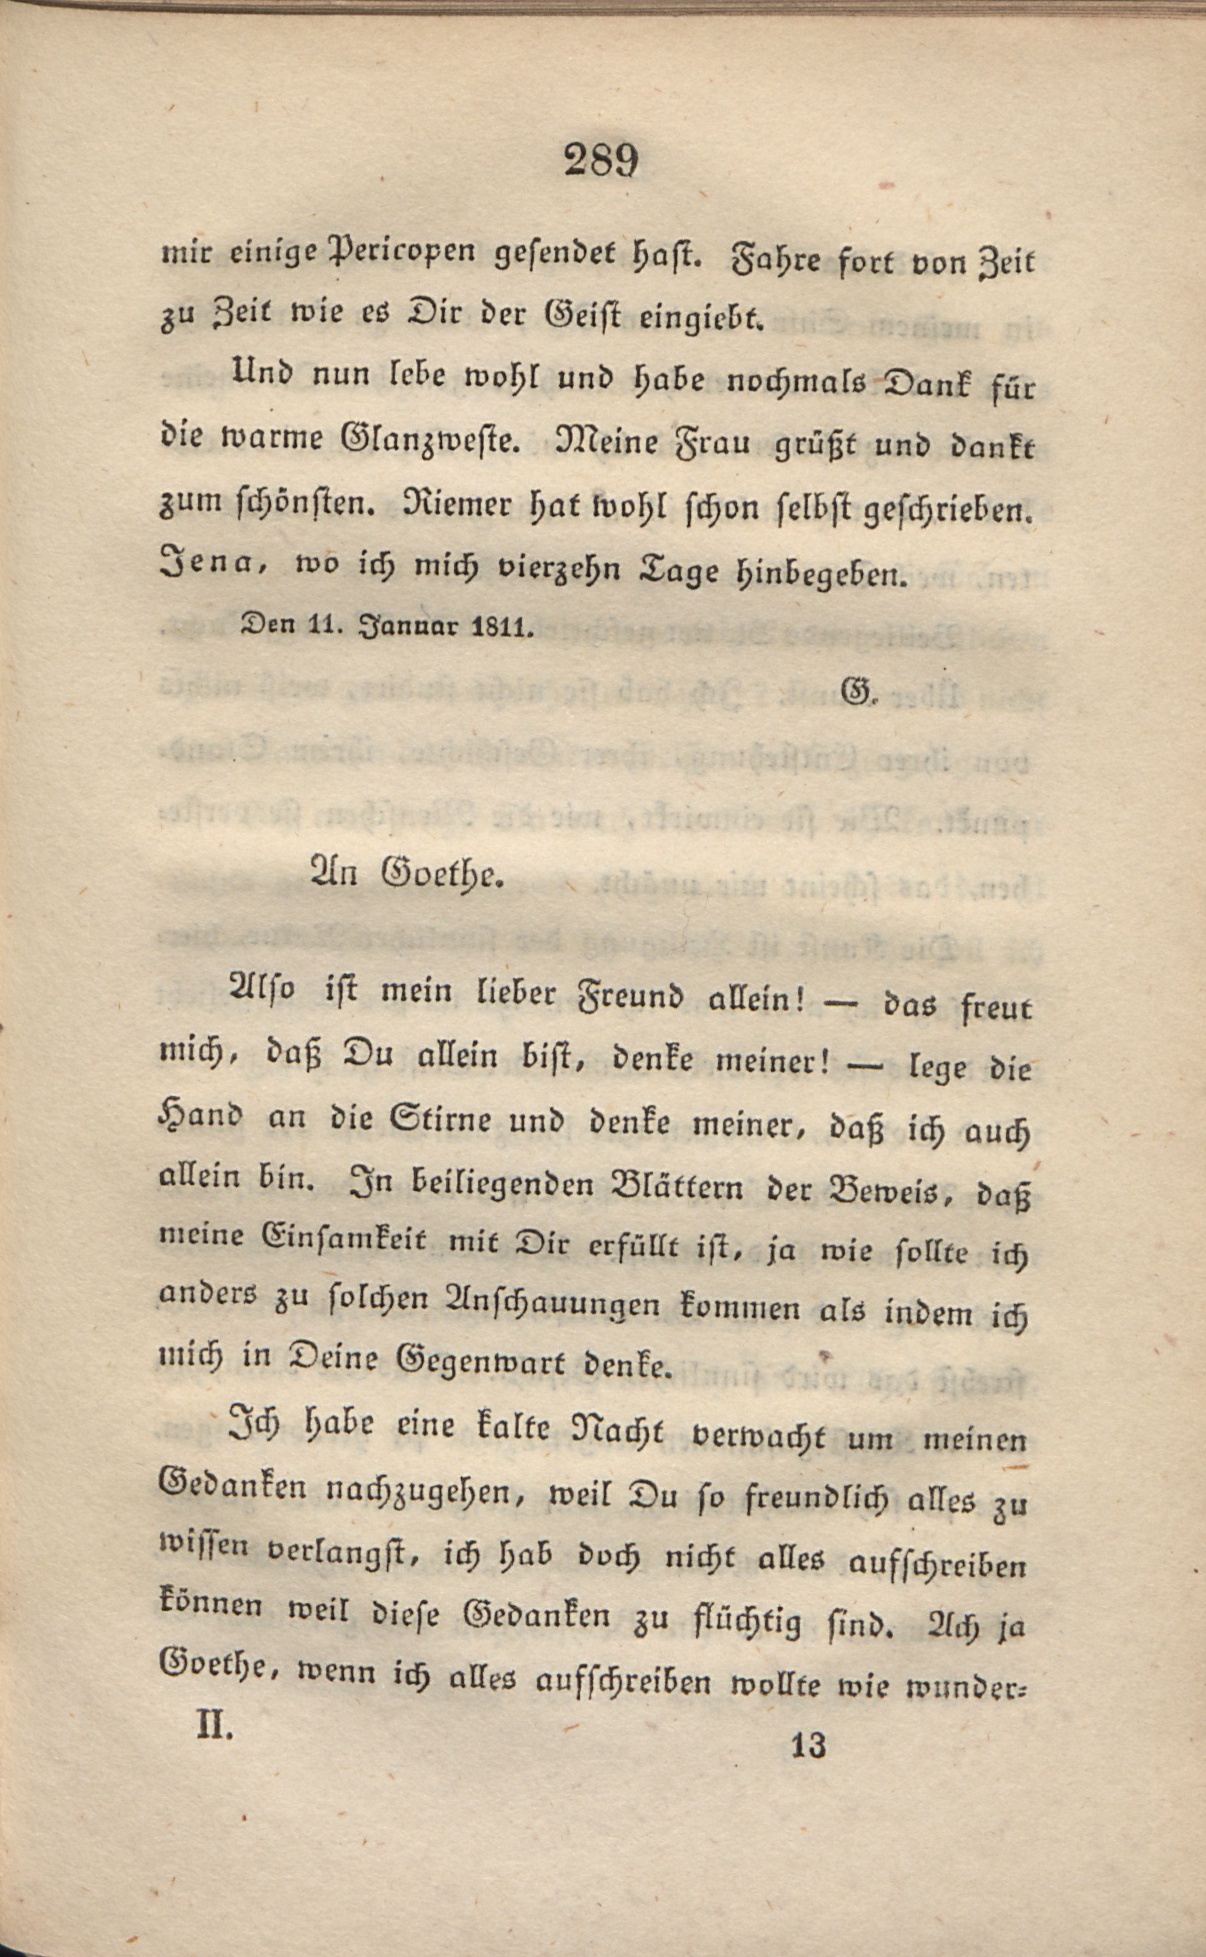 289
mir einige Pericopen gesendet hast. Fahre fort von Zeit
zu Zeit wie es Dir der Geist eingiebt.
Und nun lebe wohl und habe nochmals Dank für
die warme Glanzweste. Meine Frau grüßt und dankt
zum schönsten. Riemer hat wohl schon selbst geschrieben.
Jena, wo ich mich vierzehn Tage hinbegeben.
Den 11. Januar 1811.
G.
An Goethe.
Also ist mein lieber Freund allein! — das freut
mich, daß Du allein bist, denke meiner! — lege die
Hand an die Stirne und denke meiner, daß ich auch
allein bin. In beiliegenden Blättern der Beweis, daß
meine Einsamkeit mit Dir erfüllt ist, ja wie sollte ich
anders zu solchen Anschauungen kommen als indem ich
mich in Deine Gegenwart denke.
Ich habe eine kalte Nacht verwacht um meinen
Gedanken nachzugehen, weil Du so freundlich alles zu
wissen verlangst, ich hab doch nicht alles aufschreiben
können weil diese Gedanken zu flüchtig sind. Ach ja
Goethe, wenn ich alles aufschreiben wollte wie wunder-
II.
13